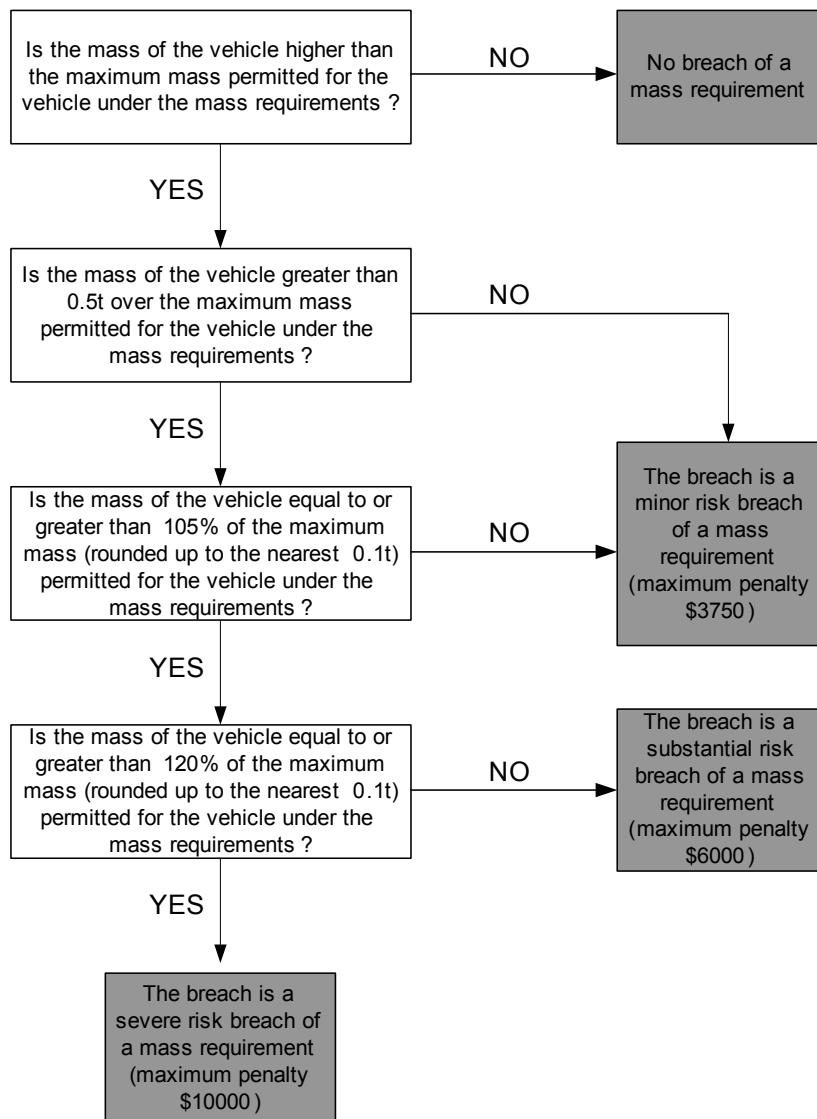 Is the mass of the vehicle higher than
the maximum mass permitted for the
vehicle under the mass requirements ?
NO
No breach of a
mass requirement
YES
Is the mass of the vehicle greater than
0.5t over the maximum mass
permitted for the vehicle under the
mass requirements ?
NO
YES
Is the mass of the vehicle equal to or
greater than 105% of the maximum
mass (rounded up to the nearest 0.1t)
permitted for the vehicle under the
mass requirements ?
NO
The breach is a
minor risk breach
of a mass
requirement
(maximum penalty
$3750 )
YES
Is the mass of the vehicle equal to or
greater than 120% of the maximum
mass (rounded up to the nearest 0.1t)
permitted for the vehicle under the
mass requirements ?
NO
The breach is a
substantial risk
breach of a mass
requirement
(maximum penalty
$6000 )
YES
The breach is a
severe risk breach of
a mass requirement
(maximum penalty
$10000 )